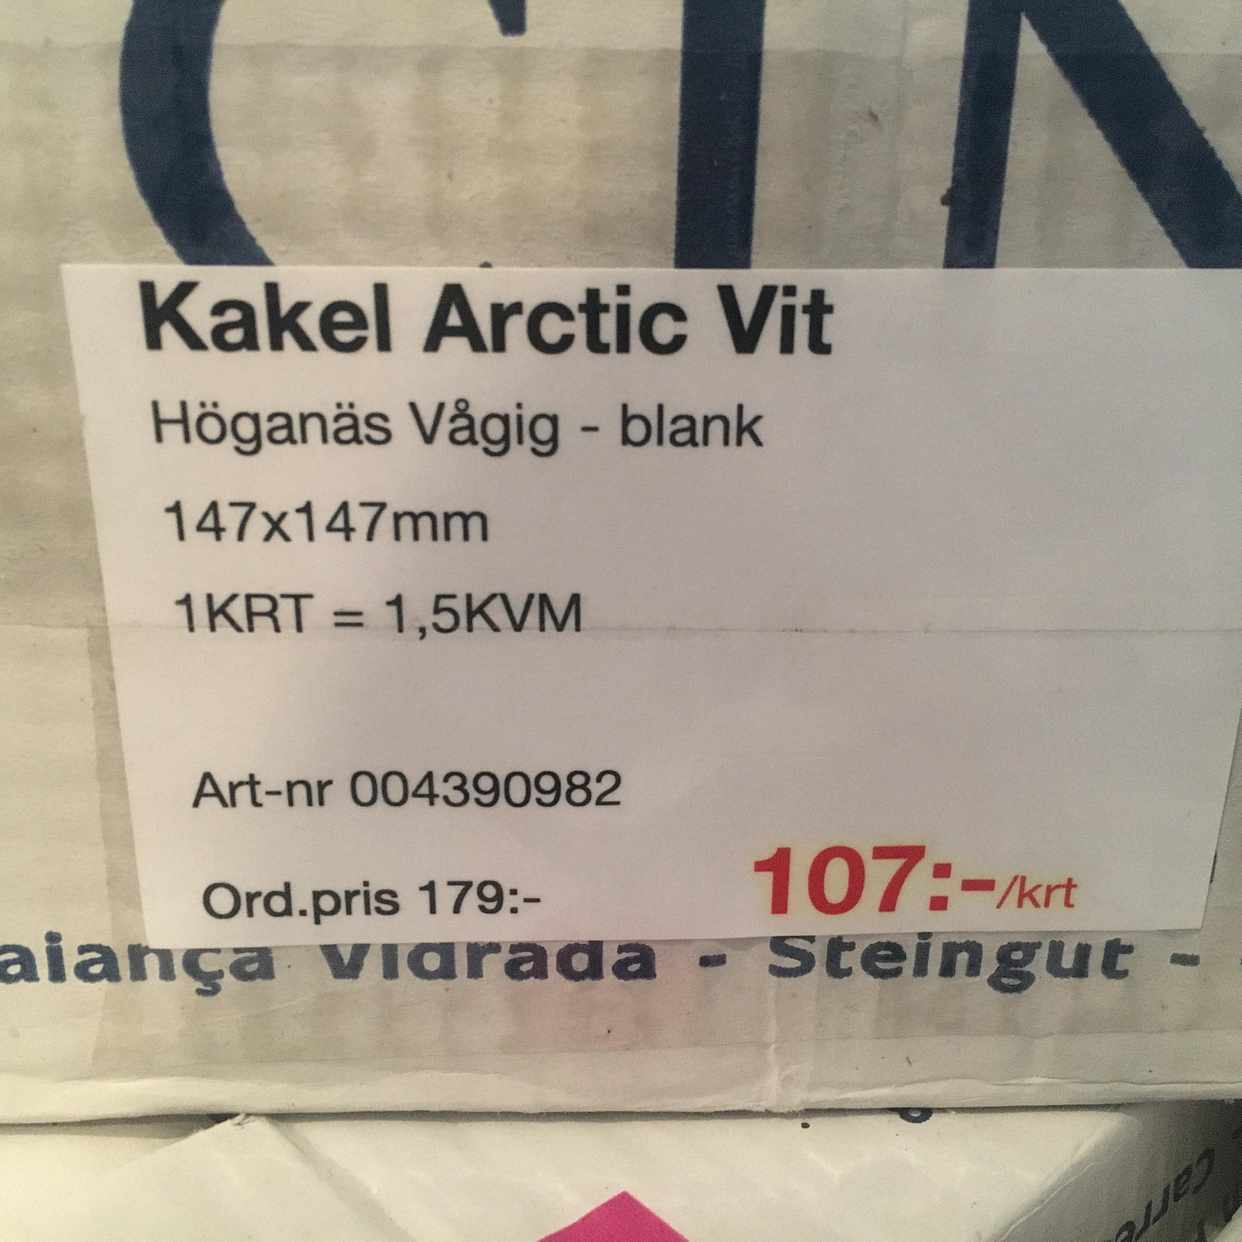 Kakel Arctic Vit
Höganäs Vågig - blank
147x147mm
1KRT = 1,5KVM
Art-nr 004390982
Ord.pris 179:-
107:-/krt
aiança Vidrada - Steingut -